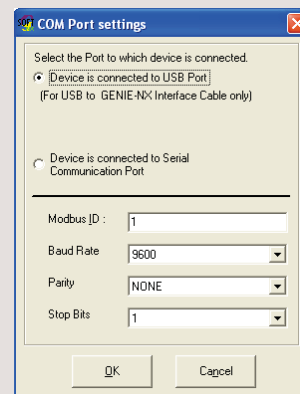 SOFT
COM Port settings
Select the Port to which device is connected.
Device is connected to USB Port
(For USB to GENIE-NX Interface Cable only)
Device is connected to Serial
Communication Port
Modbus ID :
1
Baud Rate
9600
Parity
NONE
Stop Bits
1
OK
Cancel